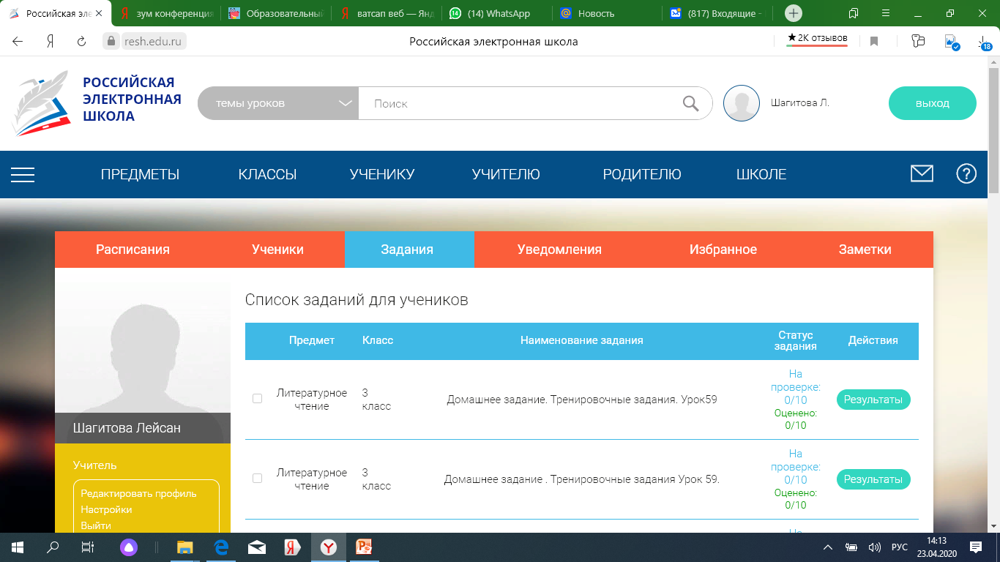 Российская эле
зум конференция
Образовательный
ватсап веб — Янд
(14) WhatsApp
Новость
(817) Входящие -
resh.edu.ru
Российская электронная школа
★ 2К отзывов
18
РОССИЙСКАЯ
ЭЛЕКТРОННАЯ
ШКОЛА
темы уроков
Поиск
Шагитова Л.
выход
ПРЕДМЕТЫ
КЛАССЫ
УЧЕНИКУ
УЧИТЕЛЮ
РОДИТЕЛЮ
ШКОЛЕ
Расписания
Ученики
Задания
Уведомления
Избранное
Заметки
Список заданий для учеников
Предмет
Класс
Наименование задания
Статус
задания
Действия
Литературное
чтение
3
класс
Домашнее задание. Тренировочные задания. Урок59
На
проверке:
0/10
Оценено:
0/10
Результаты
Литературное
чтение
3
класс
Домашнее задание . Тренировочные задания Урок 59.
На
проверке:
0/10
Оценено:
0/10
Результаты
На
Шагитова Лейсан
Учитель
Редактировать профиль
Настройки
Выйти
РУС
14:13
23.04.2020